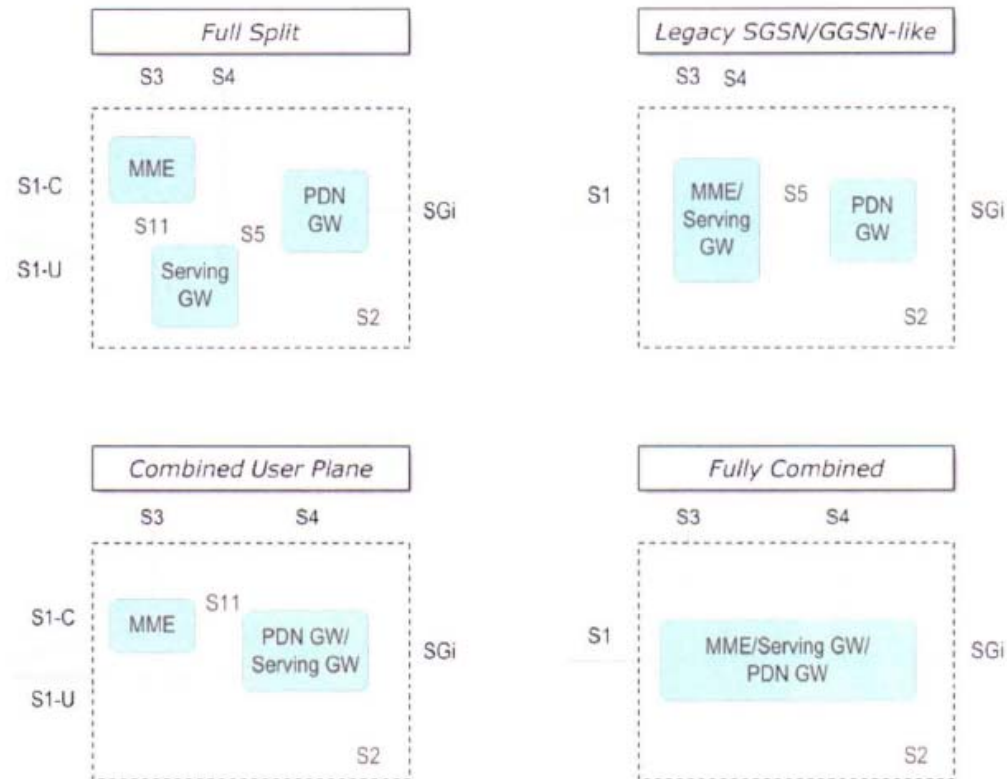 Full Split
S3
S4
MME
S1-C
PDN
GW
SGi
S11
S5
S1-U
Serving
GW
S2
Legacy SGSN/GGSN-like
S3
S4
S1
MME/
Serving
GW
S5
PDN
GW
SGi
S2
Combined User Plane
S3
S4
S1-C
MME
S11
PDN GW/
Serving GW
SGi
S1-U
S2
Fully Combined
S3
S4
S1
MME/Serving GW/
PDN GW
SGi
S2